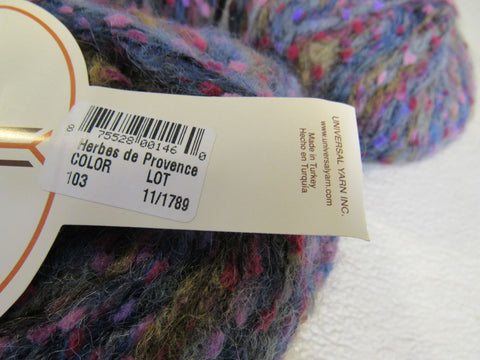 8 75528 00146 0
Herbes de Provence
COLOR LOT
103 11/1789
UNIVERSAL YARN INC.
www.universalyarn.com
Made in Turkey
Hecho en Turquia